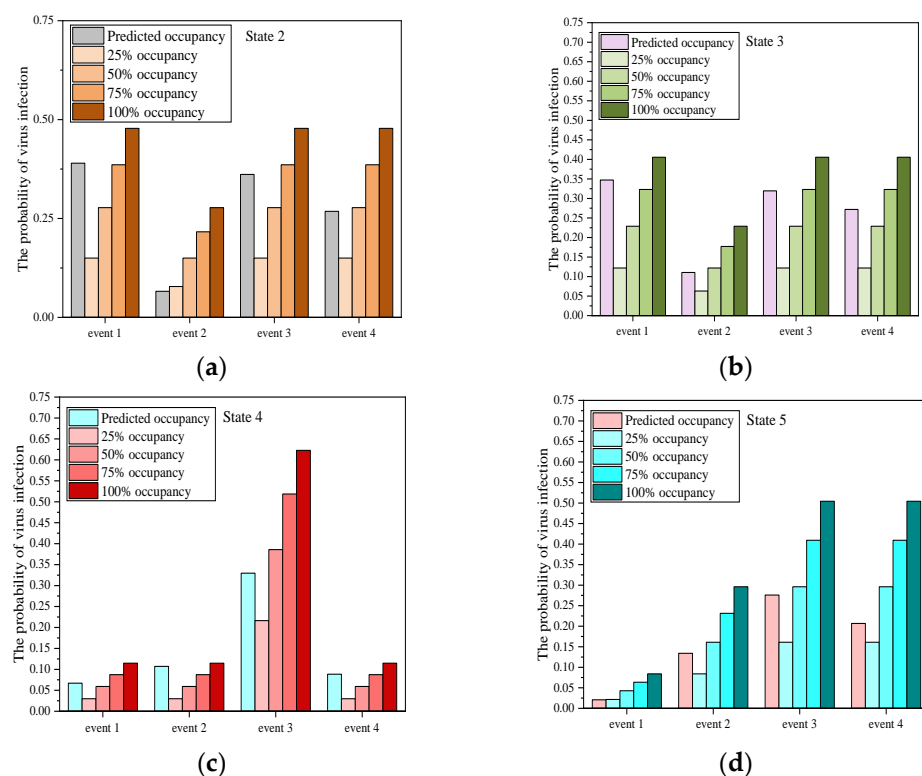 The probability of virus infection
0.75
0.50
0.25
0.00
Predicted occupancy
25% occupancy
50% occupancy
75% occupancy
100% occupancy
State 2
event 1 event 2 event 3 event 4
(a)
The probability of virus infection
0.75
0.70
0.65
0.60
0.55
0.50
0.45
0.40
0.35
0.30
0.25
0.20
0.15
0.10
0.05
0.00
Predicted occupancy
25% occupancy
50% occupancy
75% occupancy
100% occupancy
State 3
event 1 event 2 event 3 event 4
(b)
The probability of virus infection
0.75
0.70
0.65
0.60
0.55
0.50
0.45
0.40
0.35
0.30
0.25
0.20
0.15
0.10
0.05
0.00
Predicted occupancy
25% occupancy
50% occupancy
75% occupancy
100% occupancy
State 4
event 1 event 2 event 3 event 4
(c)
The probability of virus infection
0.75
0.70
0.65
0.60
0.55
0.50
0.45
0.40
0.35
0.30
0.25
0.20
0.15
0.10
0.05
0.00
Predicted occupancy
25% occupancy
50% occupancy
75% occupancy
100% occupancy
State 5
event 1 event 2 event 3 event 4
(d)